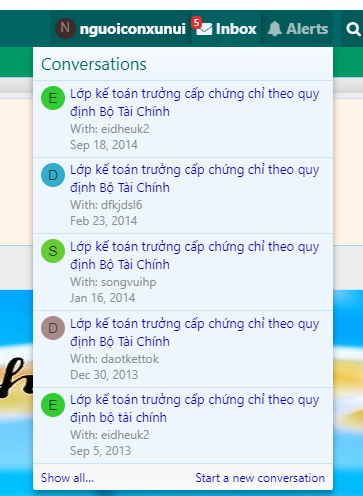 N nguoiconxunui 5 Inbox Alerts
Conversations
E Lớp kế toán trưởng cấp chứng chỉ theo quy
định Bộ Tài Chính
With: eidheuk2
Sep 18, 2014
D Lớp kế toán trưởng cấp chứng chỉ theo quy
định Bộ Tài Chính
With: dfkjdsl6
Feb 23, 2014
S Lớp kế toán trưởng cấp chứng chỉ theo quy
định Bộ Tài Chính
With: songvuihp
Jan 16, 2014
D Lớp kế toán trưởng cấp chứng chỉ theo quy
định Bộ Tài Chính
With: daotkettok
Dec 30, 2013
E Lớp kế toán trưởng cấp chứng chỉ theo quy
định bộ tài chính
With: eidheuk2
Sep 5, 2013
Show all... Start a new conversation